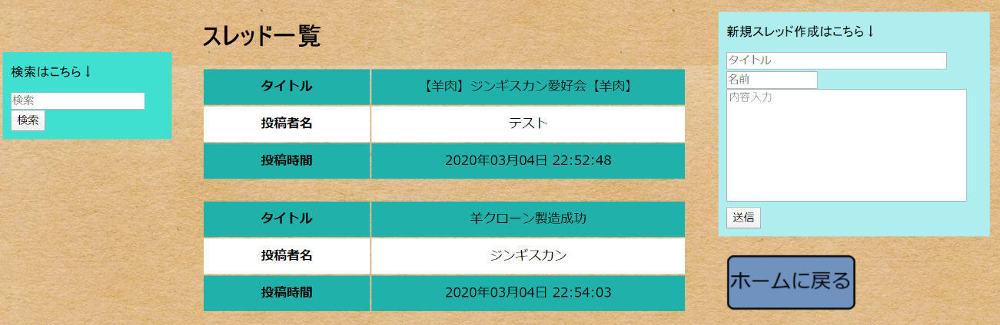 検索はこちら↓
検索
検索
スレッド一覧
タイトル 【羊肉】ジンギスカン愛好会【羊肉】
投稿者名 テスト
投稿時間 2020年03月04日 22:52:48
タイトル 羊クローン製造成功
投稿者名 ジンギスカン
投稿時間 2020年03月04日 22:54:03
新規スレッド作成はこちら↓
タイトル
名前
内容入力
送信
ホームに戻る